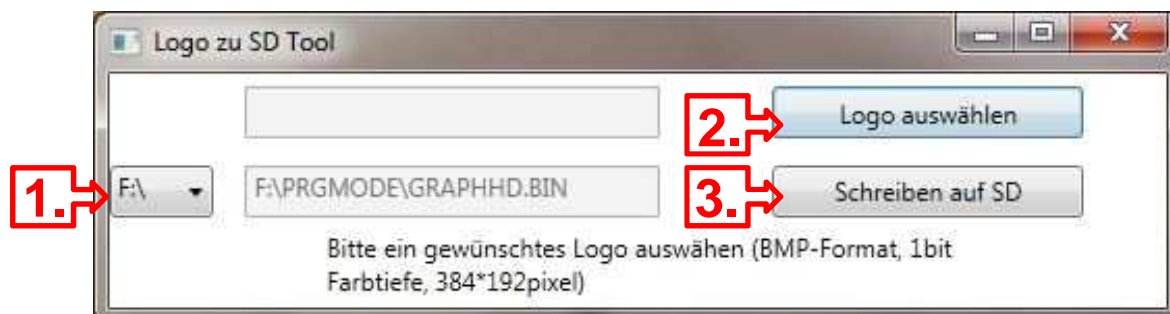 Logo zu SD Tool
2.
Logo auswählen
1.
F:\
F:\PRGMODE\GRAPHHD.BIN
3.
Schreiben auf SD
Bitte ein gewünschtes Logo auswähen (BMP-Format, 1bit
Farbtiefe, 384*192pixel)